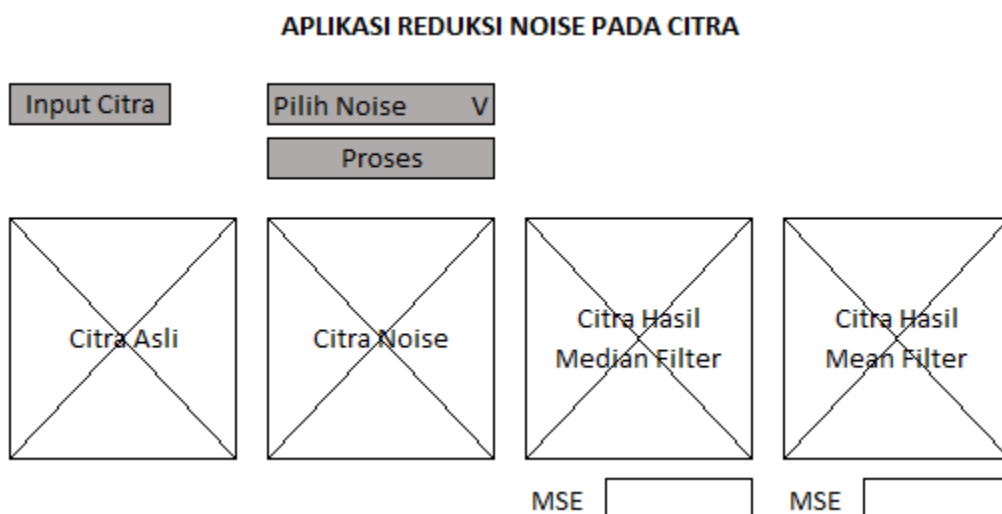 APLIKASI REDUKSI NOISE PADA CITRA
Input Citra
Pilih Noise V
Proses
Citra Asli
Citra Noise
Citra Hasil
Median Filter
Citra Hasil
Mean Filter
MSE
MSE